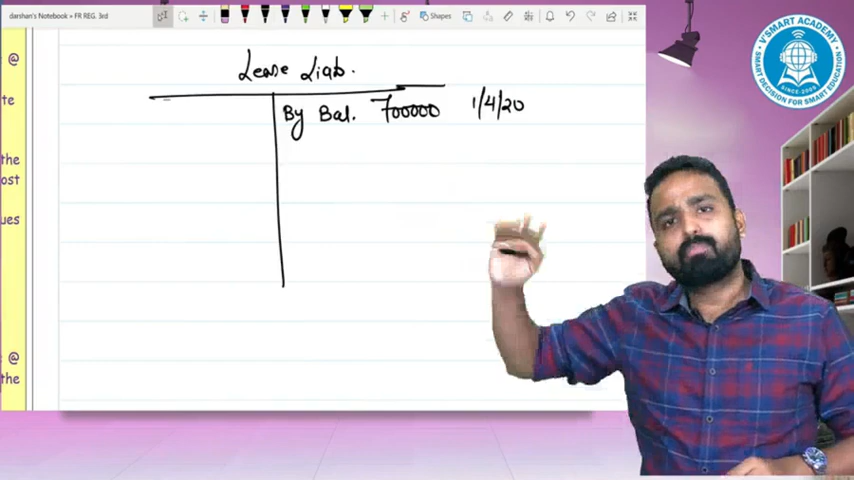 darshan's Notebook » FR REG. 3rd
Shapes
@
te
the
ost
ues
@
the
Lease Liab.
By Bal. 700000 1/4/20
V'SMART ACADEMY
SINCE-2009
SMART DECISION FOR SMART EDUCATION